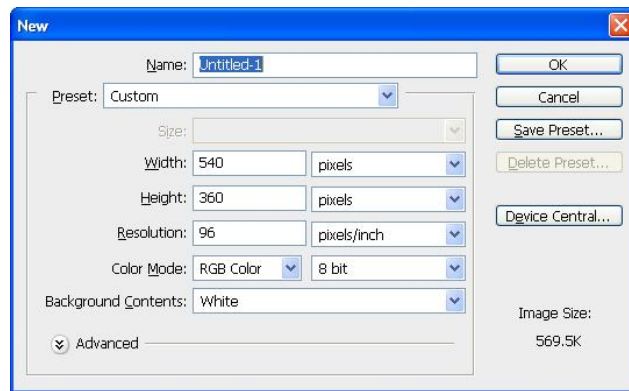 New
Name: Untitled-1
OK
Preset: Custom
Cancel
Size:
Save Preset...
Width: 540 pixels
Delete Preset...
Height: 360 pixels
Resolution: 96 pixels/inch
Device Central...
Color Mode: RGB Color 8 bit
Background Contents: White
Image Size:
Advanced
569.5K